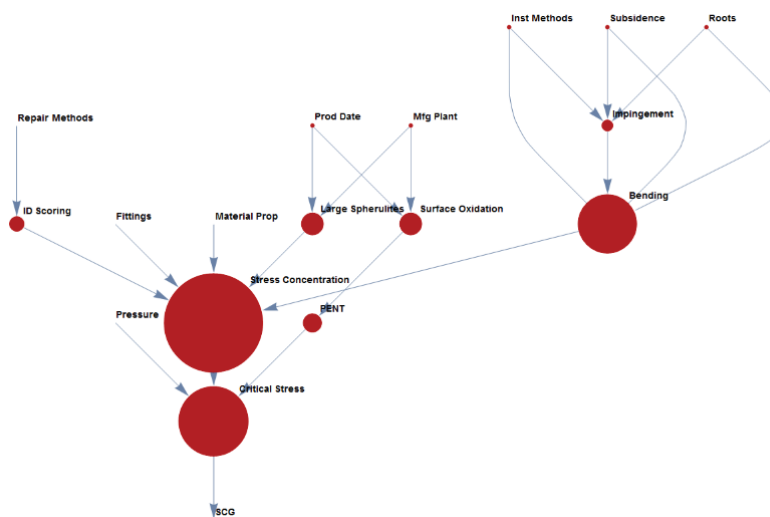 Inst Methods
Subsidence
Roots
Repair Methods
Prod Date
Mfg Plant
Impingement
ID Scoring
Fittings
Material Prop
Large Spherulites
Surface Oxidation
Bending
Stress Concentration
Pressure
PENT
Critical Stress
SCG